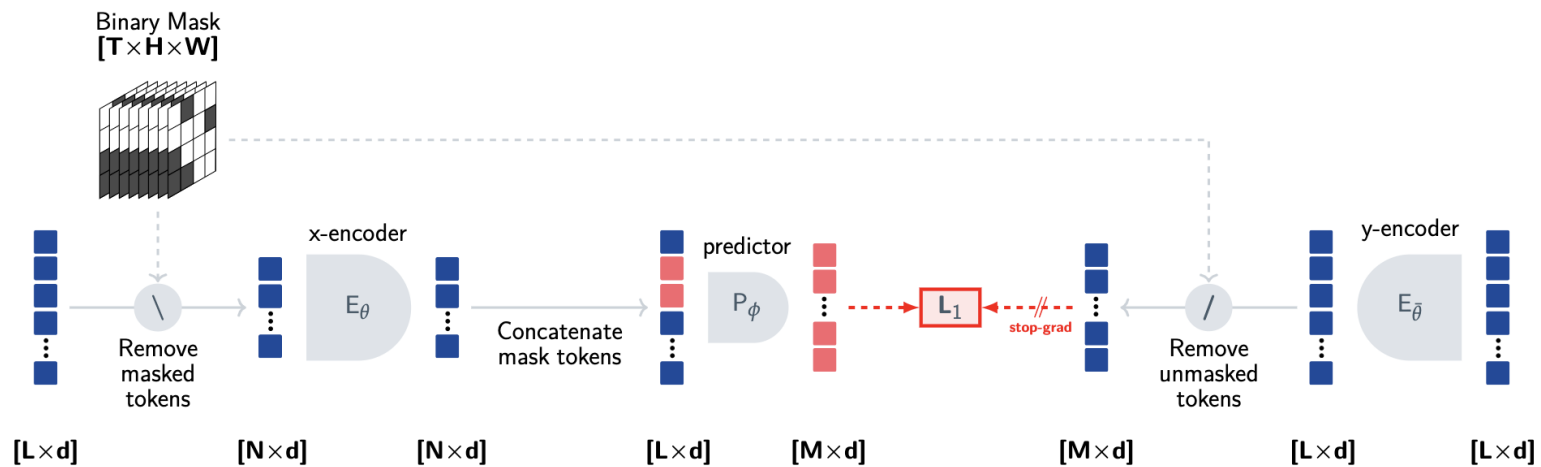 Binary Mask
[T×H×W]
x-encoder
predictor
y-encoder
\
E_θ
P_ϕ
L_1
//
stop-grad
/
E_θ̄
Concatenate
mask tokens
Remove
masked
tokens
Remove
unmasked
tokens
[L×d]
[N×d]
[N×d]
[L×d]
[M×d]
[M×d]
[L×d]
[L×d]